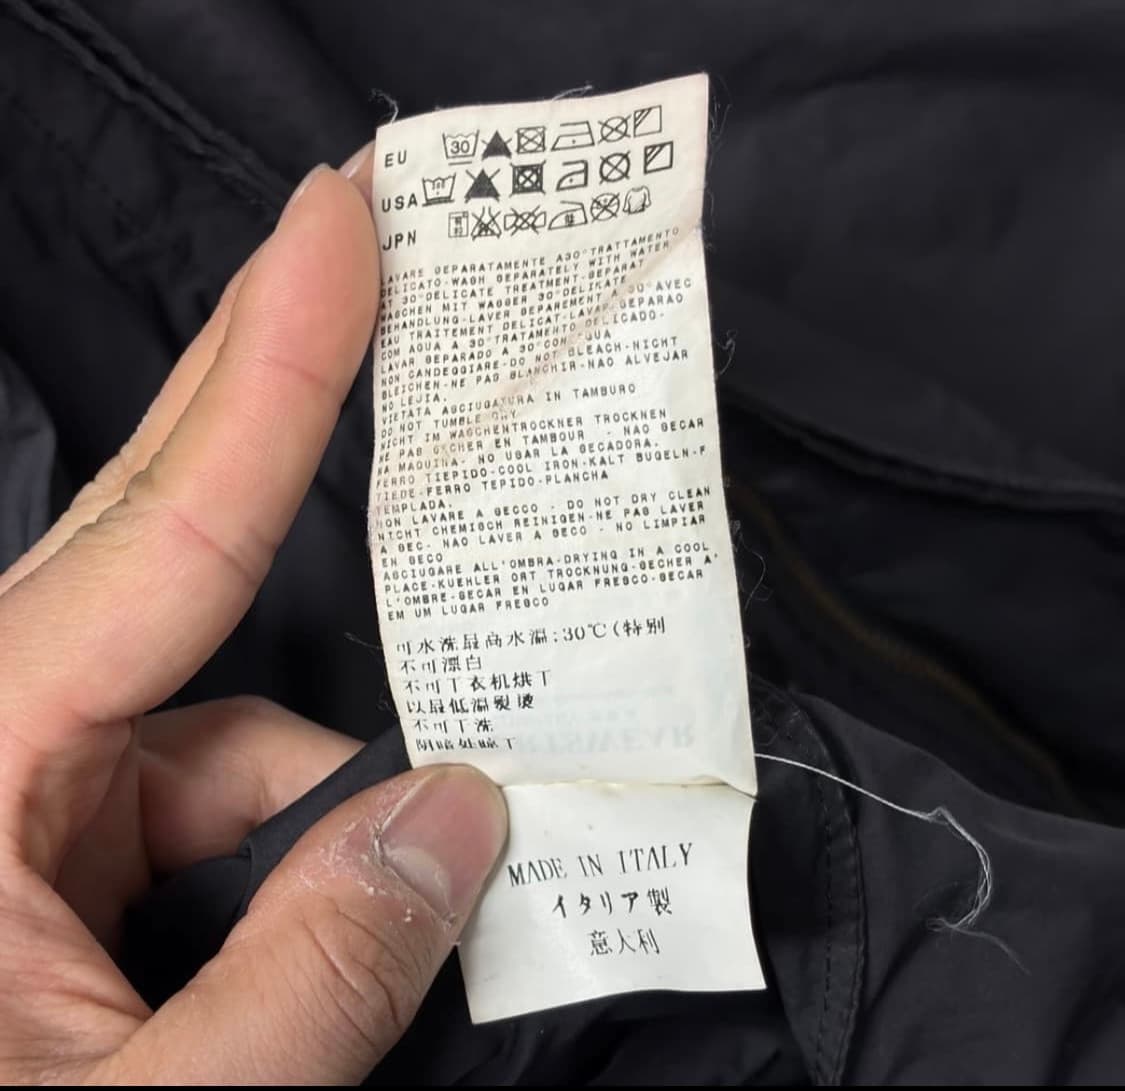 EU 30
USA
JPN
LAVARE SEPARATAMENTE A30°TRATTAMENTO
DELICATO-WASH SEPARATELY WITH WATER
AT 30°DELICATE TREATMENT-SEPARAT
WASCHEN MIT WASSER 30°DELIKATE
BEHANDLUNG-LAVER SEPAREMENT A 30°AVEC
EAU TRAITEMENT DELICAT-LAVAR SEPARAO
COM AQUA A 30°TRATAMENTO DELICADO-
LAVAR SEPARADO A 30°CON
NON CANDEGGIARE-DO NOT BLEACH-NIGHT
BLEICHEN-NE PAS BLANCHIR-NAO ALVEJAR
NO LEJIA.
VIETATA ASCIUGATURA IN TAMBURO
DO NOT TUMBLE DRY
NICHT IM WASCHENTROCKNER TROCKNEN
NE PAS SECHER EN TAMBOUR - NAO SECAR
NA MAQUINA- NO USAR LA SECADORA.
FERRO TIEPIDO-COOL IRON-KALT BUGELN-F
TIEDE-FERRO TEPIDO-PLANCHA
TEMPLADA.
NON LAVARE A SECCO - DO NOT DRY CLEAN
NICHT CHEMISCH REINIGEN-NE PAS LAVER
A SEC- NAO LAVER A SECO - NO LIMPIAR
EN SECO
ASCIUGARE ALL'OMBRA-DRYING IN A COOL
PLACE-KUEHLER ORT TROCKNUNG-SECHER A'
L'OMBRE-SECAR EN LUGAR FRESCO-SECAR
EM UM LUGAR FRESCO
可水洗最高水温:30℃(特别
不可漂白
不可干衣机烘干
以最低温熨烫
不可干洗
阴暗处晾干
MADE IN ITALY
イタリア製
意大利